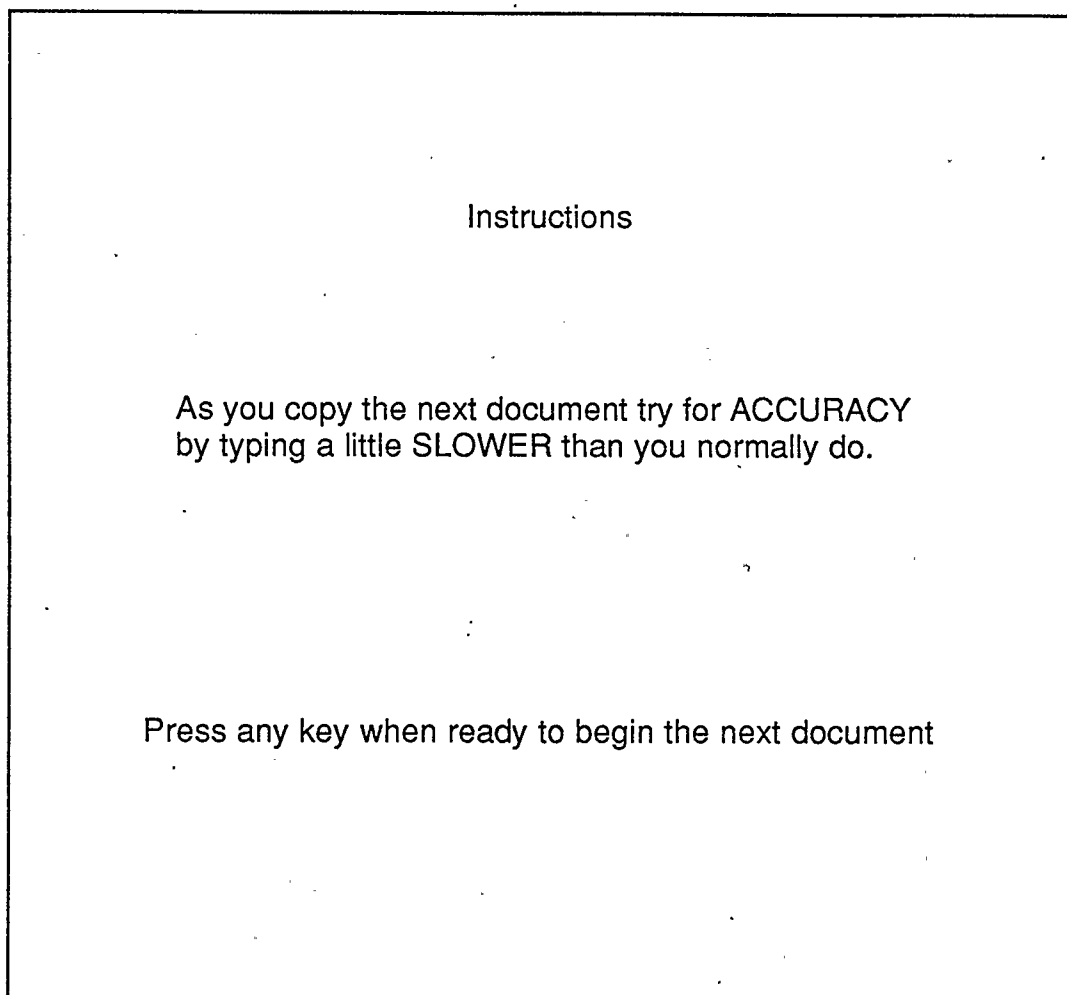 Instructions
As you copy the next document try for ACCURACY
by typing a little SLOWER than you normally do.
Press any key when ready to begin the next document